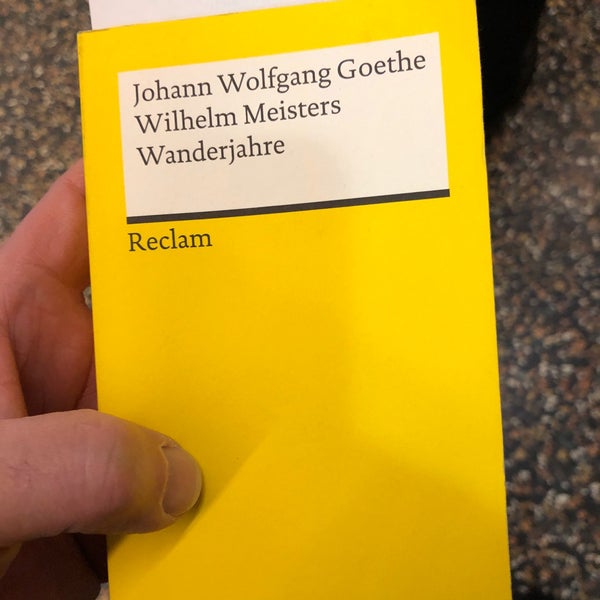 Johann Wolfgang Goethe
Wilhelm Meisters
Wanderjahre
Reclam